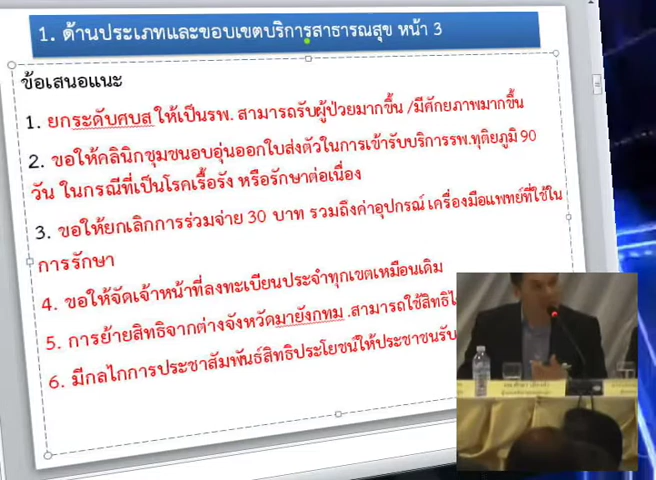 1. ด้านประเภทและขอบเขตบริการสาธารณสุข หน้า 3
ข้อเสนอแนะ
1. ยกระดับศบส ให้เป็นรพ. สามารถรับผู้ป่วยมากขึ้น /มีศักยภาพมากขึ้น
2. ขอให้คลินิกชุมชนอบอุ่นออกใบส่งตัวในการเข้ารับบริการรพ.ทุติยภูมิ 90
วัน ในกรณีที่เป็นโรคเรื้อรัง หรือรักษาต่อเนื่อง
3. ขอให้ยกเลิกการร่วมจ่าย 30 บาท รวมถึงค่าอุปกรณ์ เครื่องมือแพทย์ที่ใช้ใน
การรักษา
4. ขอให้จัดเจ้าหน้าที่ลงทะเบียนประจำทุกเขตเหมือนเดิม
5. การย้ายสิทธิจากต่างจังหวัดมายังกทม .สามารถใช้สิทธิ
6. มีกลไกการประชาสัมพันธ์สิทธิประโยชน์ให้ประชาชนรับ